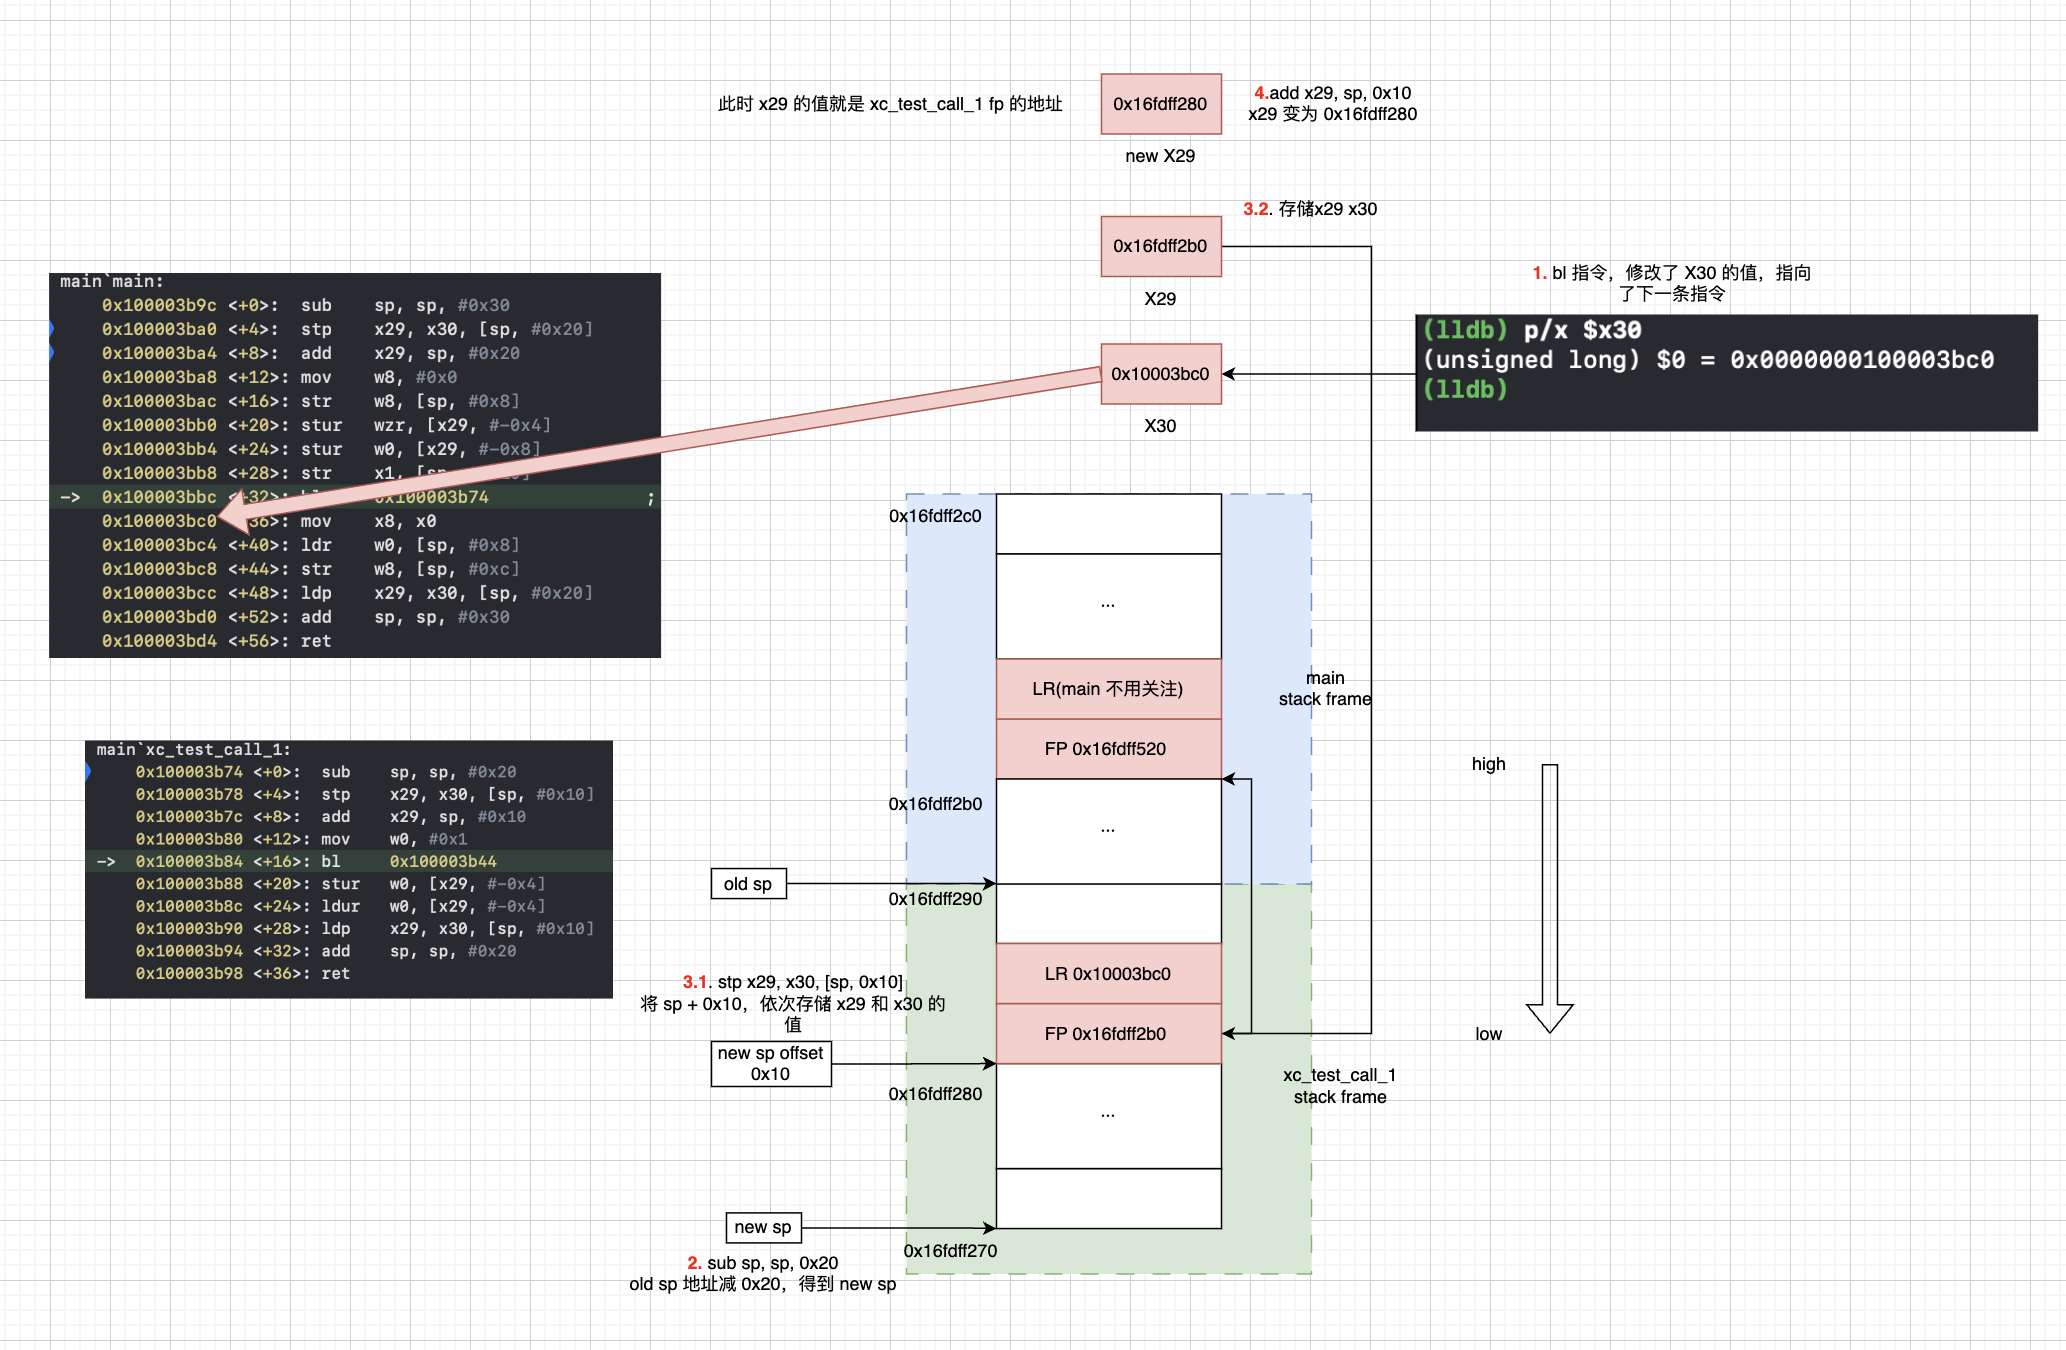 此时 x29 的值就是 xc_test_call_1 fp 的地址
0x16fdff280
new X29
4.add x29, sp, 0x10
x29 变为 0x16fdff280
3.2. 存储x29 x30
0x16fdff2b0
X29
0x10003bc0
X30
1. bl 指令，修改了 X30 的值，指向
了下一条指令
(lldb) p/x $x30
(unsigned long) $0 = 0x0000000100003bc0
(lldb)
main`main:
0x100003b9c <+0>: sub sp, sp, #0x30
0x100003ba0 <+4>: stp x29, x30, [sp, #0x20]
0x100003ba4 <+8>: add x29, sp, #0x20
0x100003ba8 <+12>: mov w8, #0x0
0x100003bac <+16>: str w8, [sp, #0x8]
0x100003bb0 <+20>: stur wzr, [x29, #-0x4]
0x100003bb4 <+24>: stur w0, [x29, #-0x8]
0x100003bb8 <+28>: str x1,
-> 0x100003bbc <+32>: 0x100003b74 ;
0x100003bc0 36>: mov x8, x0
0x100003bc4 <+40>: ldr w0, [sp, #0x8]
0x100003bc8 <+44>: str w8, [sp, #0xc]
0x100003bcc <+48>: ldp x29, x30, [sp, #0x20]
0x100003bd0 <+52>: add sp, sp, #0x30
0x100003bd4 <+56>: ret
main`xc_test_call_1:
0x100003b74 <+0>: sub sp, sp, #0x20
0x100003b78 <+4>: stp x29, x30, [sp, #0x10]
0x100003b7c <+8>: add x29, sp, #0x10
0x100003b80 <+12>: mov w0, #0x1
-> 0x100003b84 <+16>: bl 0x100003b44
0x100003b88 <+20>: stur w0, [x29, #-0x4]
0x100003b8c <+24>: ldur w0, [x29, #-0x4]
0x100003b90 <+28>: ldp x29, x30, [sp, #0x10]
0x100003b94 <+32>: add sp, sp, #0x20
0x100003b98 <+36>: ret
0x16fdff2c0
...
LR(main 不用关注)
FP 0x16fdff520
main
stack frame
0x16fdff2b0
...
old sp
0x16fdff290
LR 0x10003bc0
FP 0x16fdff2b0
3.1. stp x29, x30, [sp, 0x10]
将 sp + 0x10，依次存储 x29 和 x30 的
值
new sp offset
0x10
0x16fdff280
...
xc_test_call_1
stack frame
new sp
0x16fdff270
2. sub sp, sp, 0x20
old sp 地址减 0x20，得到 new sp
high
low